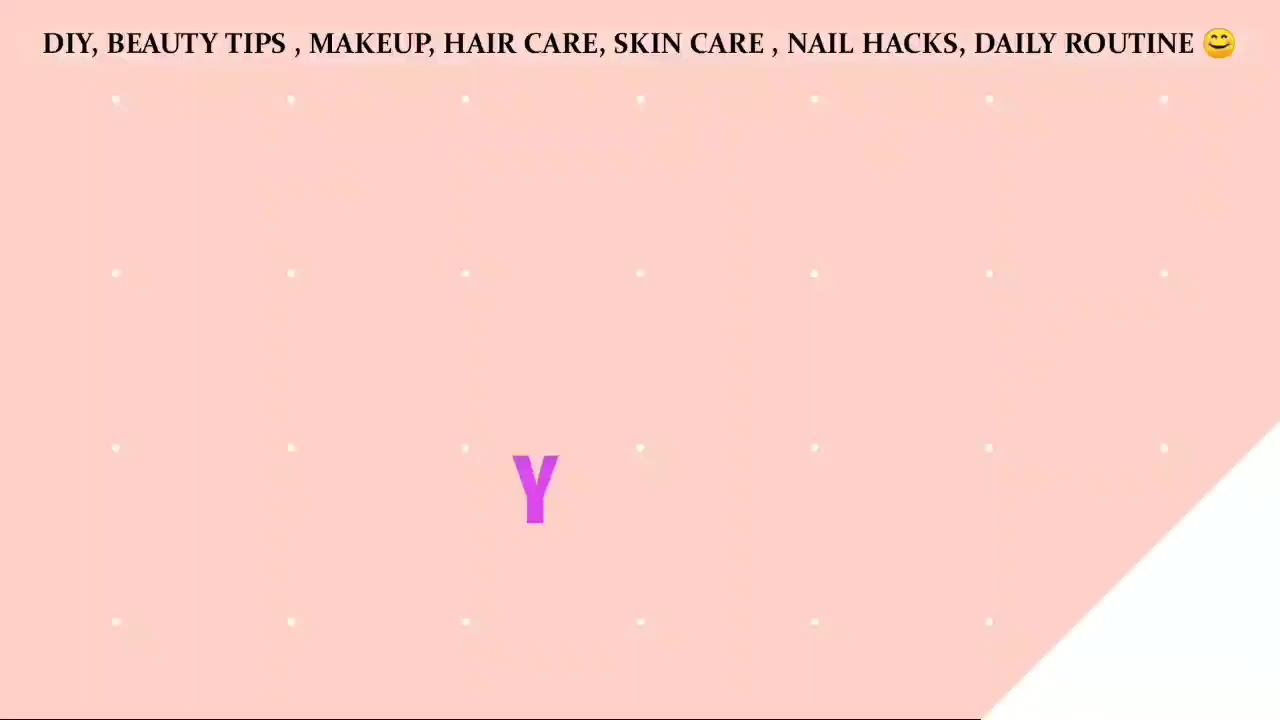 DIY, BEAUTY TIPS , MAKEUP, HAIR CARE, SKIN CARE , NAIL HACKS, DAILY ROUTINE 😊
Y